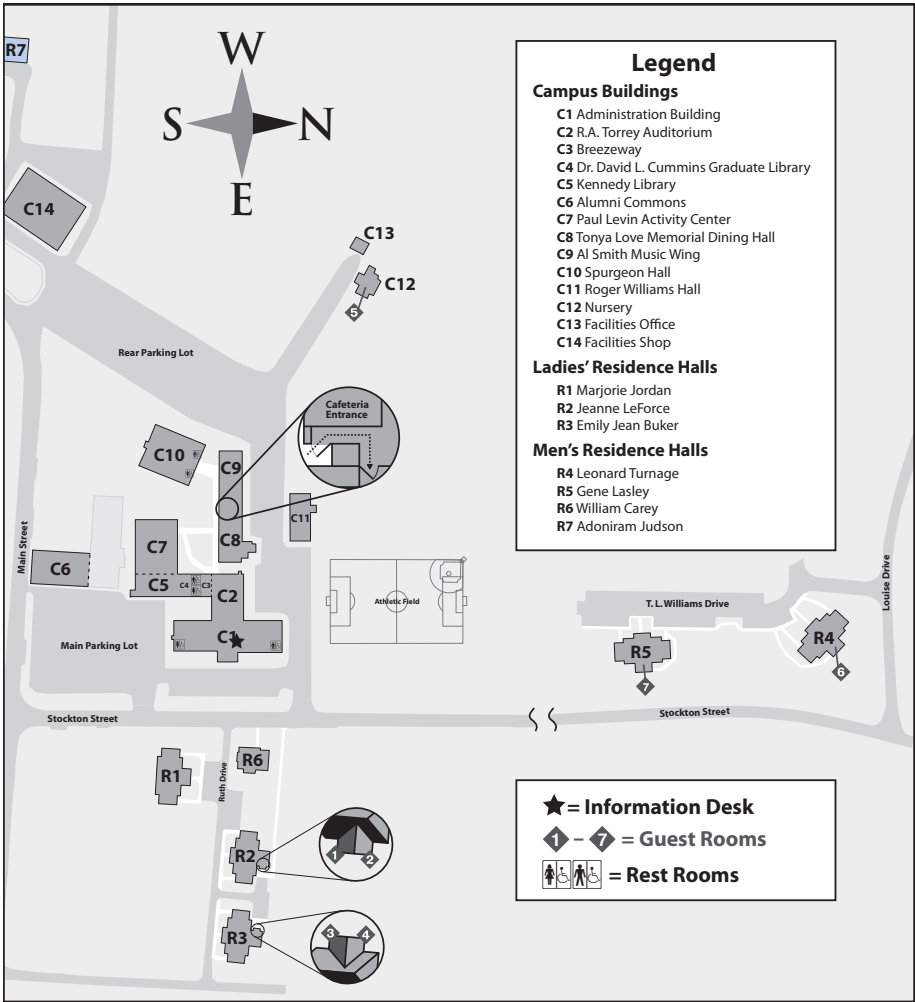 R7
W
S
N
E
C14
C13
C12
5
Rear Parking Lot
Cafeteria
Entrance
C10
C9
C11
C8
C7
Main Street
C6
C5
C4
C3
C2
C1
Main Parking Lot
Athletic Field
T. L. Williams Drive
Louise Drive
R5
7
R4
6
Stockton Street
Stockton Street
R1
Ruth Drive
R6
R2
1
2
R3
3
4
Legend
Campus Buildings
C1 Administration Building
C2 R.A. Torrey Auditorium
C3 Breezeway
C4 Dr. David L. Cummins Graduate Library
C5 Kennedy Library
C6 Alumni Commons
C7 Paul Levin Activity Center
C8 Tonya Love Memorial Dining Hall
C9 Al Smith Music Wing
C10 Spurgeon Hall
C11 Roger Williams Hall
C12 Nursery
C13 Facilities Office
C14 Facilities Shop
Ladies’ Residence Halls
R1 Marjorie Jordan
R2 Jeanne LeForce
R3 Emily Jean Buker
Men’s Residence Halls
R4 Leonard Turnage
R5 Gene Lasley
R6 William Carey
R7 Adoniram Judson
= Information Desk
1 – 7 = Guest Rooms
= Rest Rooms